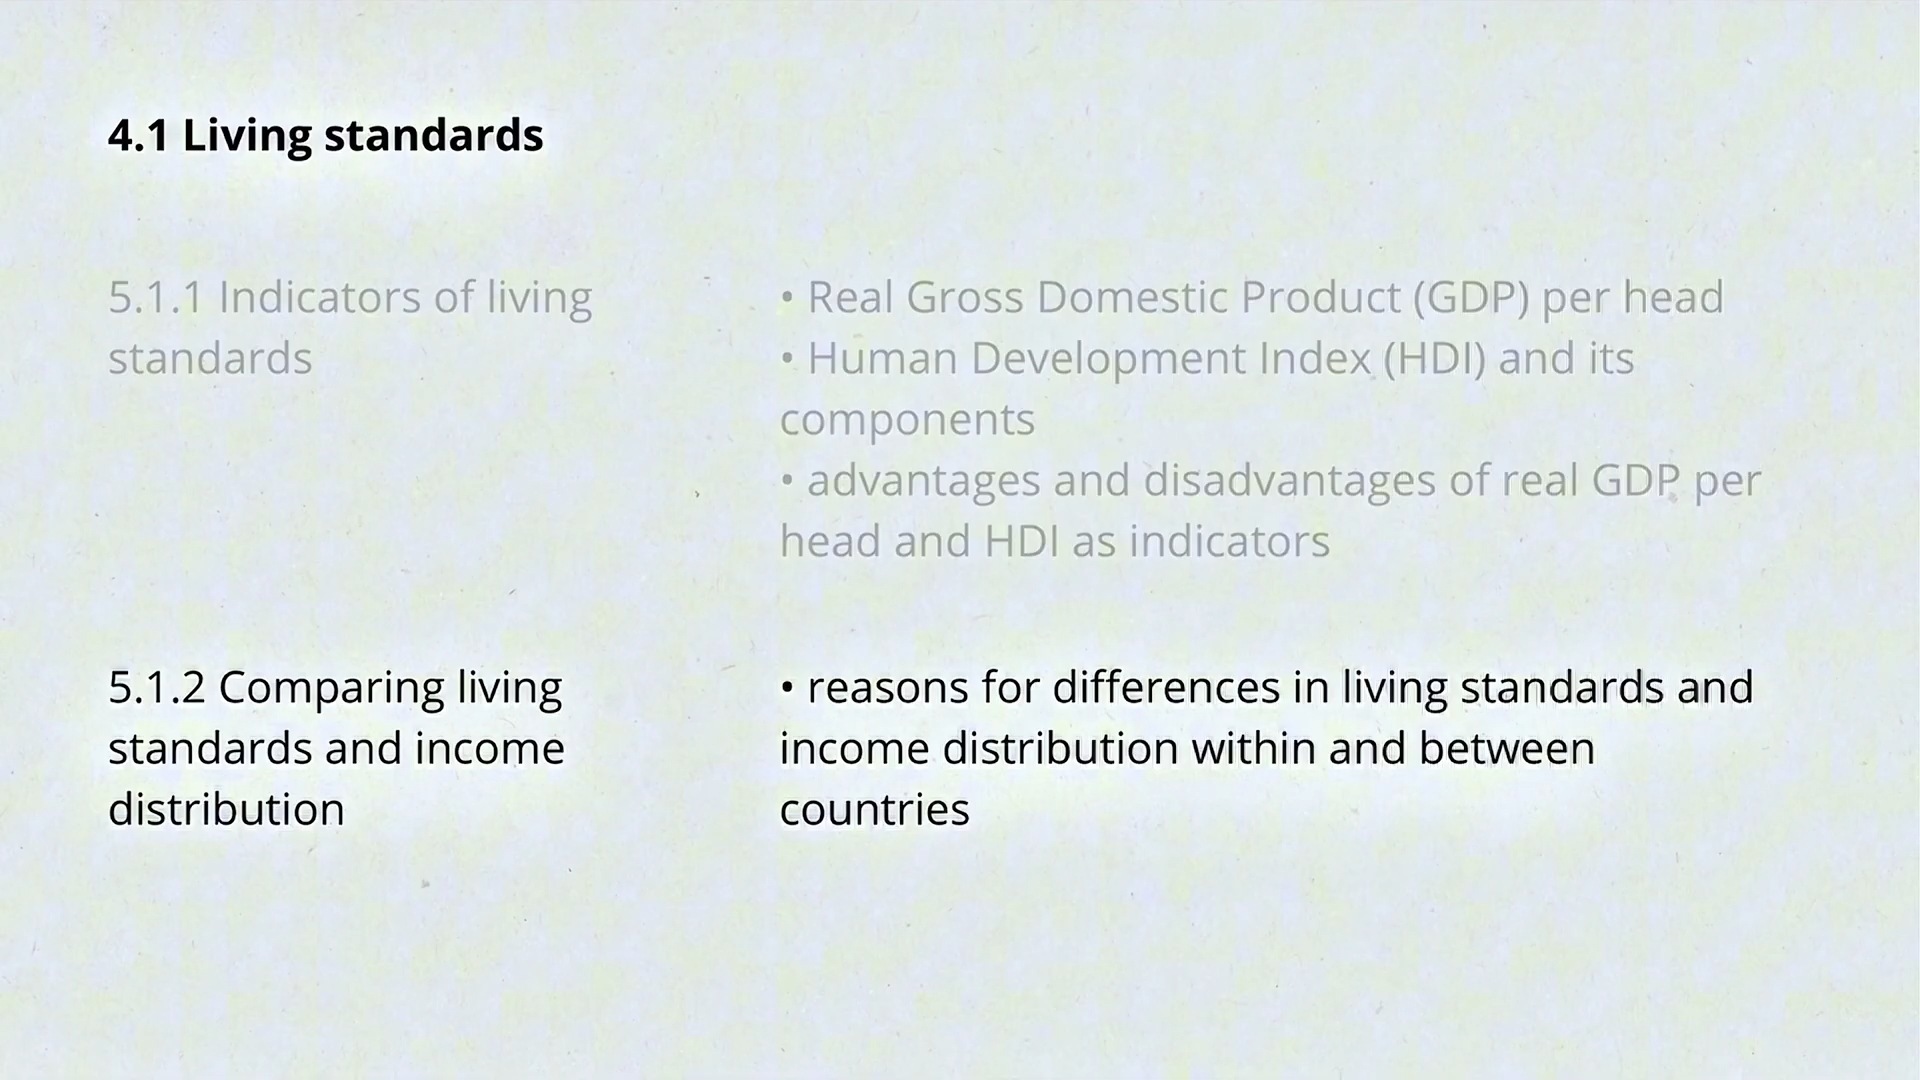 4.1 Living standards
5.1.1 Indicators of living
standards
• Real Gross Domestic Product (GDP) per head
• Human Development Index (HDI) and its
components
• advantages and disadvantages of real GDP per
head and HDI as indicators
5.1.2 Comparing living
standards and income
distribution
• reasons for differences in living standards and
income distribution within and between
countries